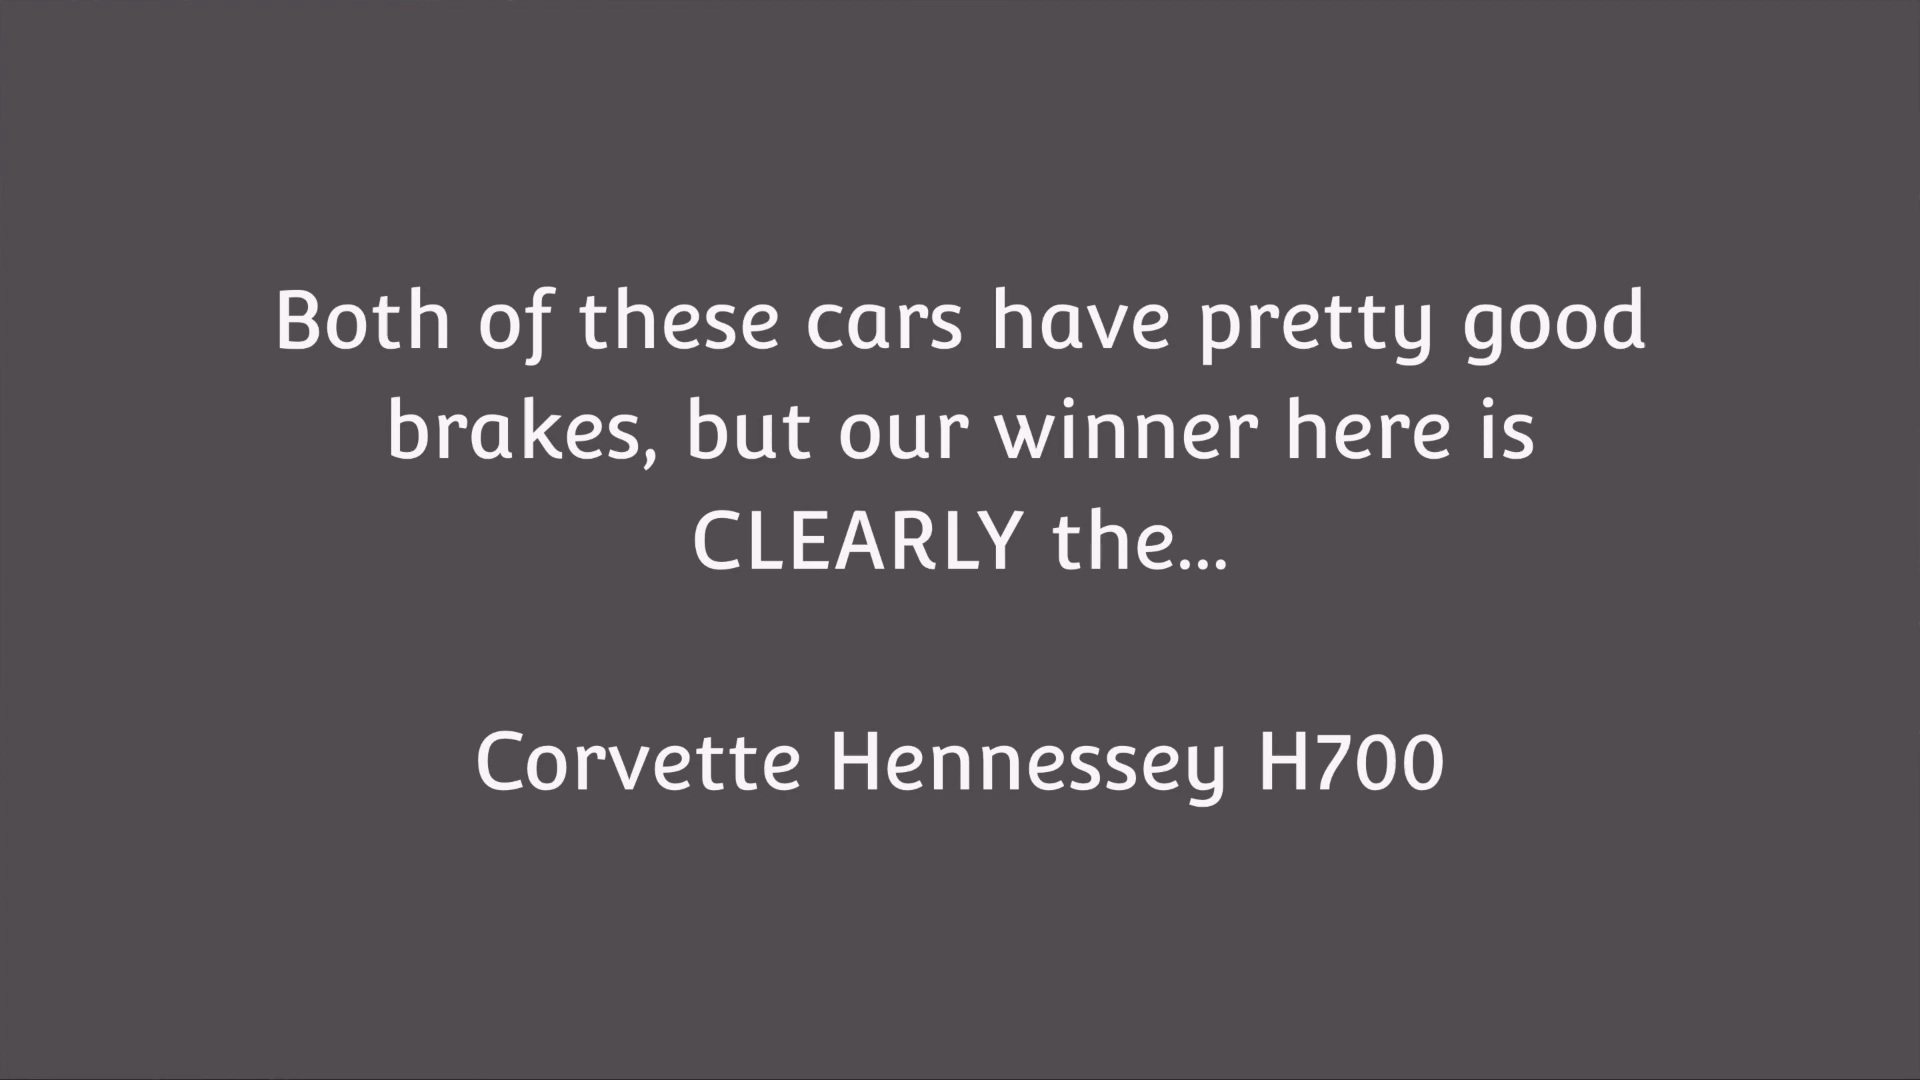 Both of these cars have pretty good
brakes, but our winner here is
CLEARLY the...
Corvette Hennessey H700